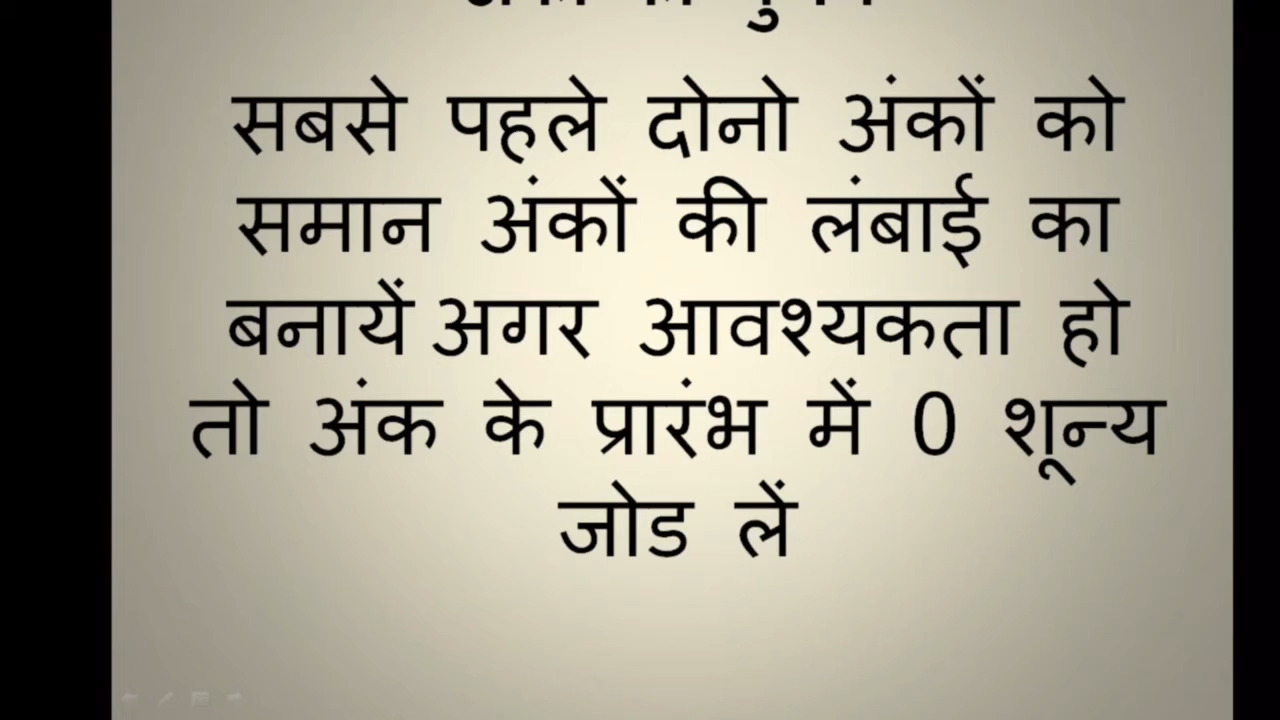 सबसे पहले दोनो अंकों को
समान अंकों की लंबाई का
बनायें अगर आवश्यकता हो
तो अंक के प्रारंभ में 0 शून्य
जोड लें